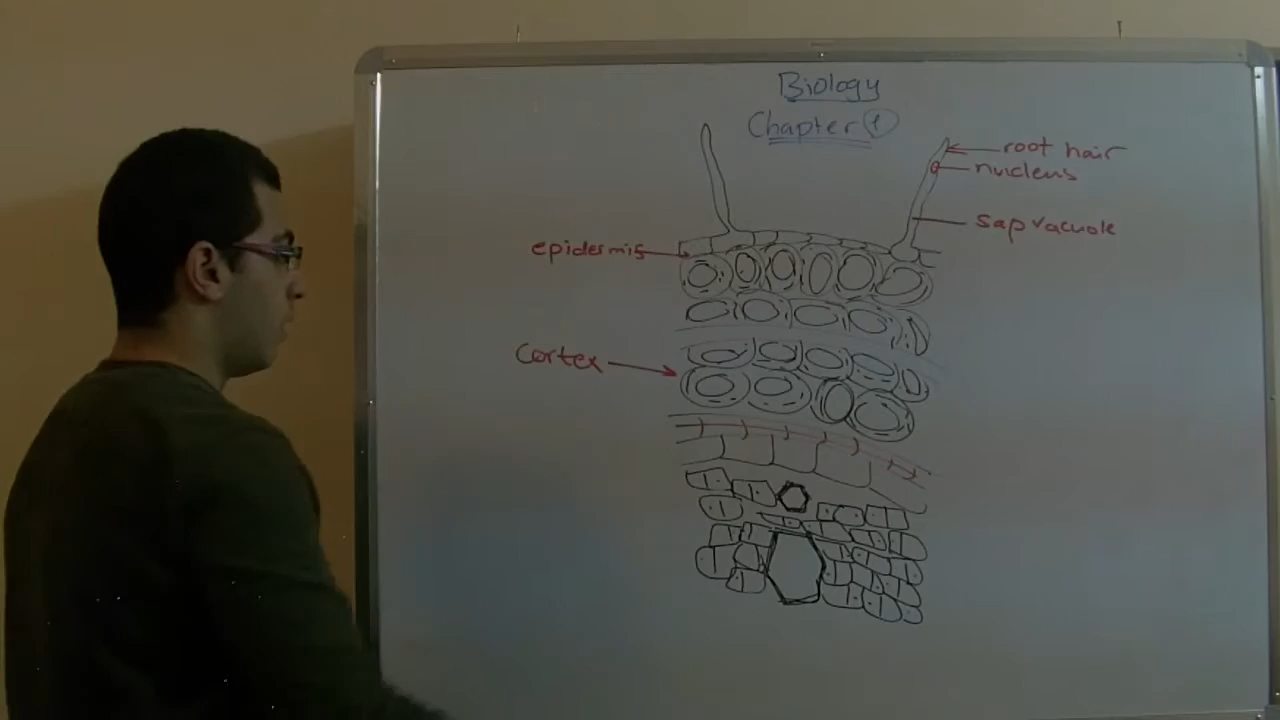 Biology
Chapter 1
root hair
nucleus
sap vacuole
epidermis
Cortex